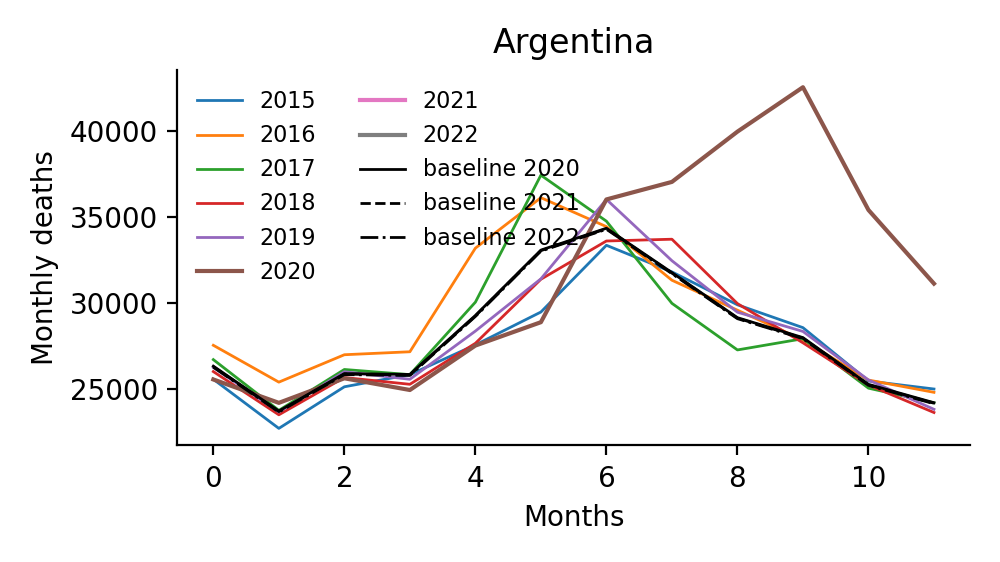 Argentina
Monthly deaths
40000
35000
30000
25000
2015
2016
2017
2018
2019
2020
2021
2022
baseline 2020
baseline 2021
baseline 2022
0 2 4 6 8 10
Months